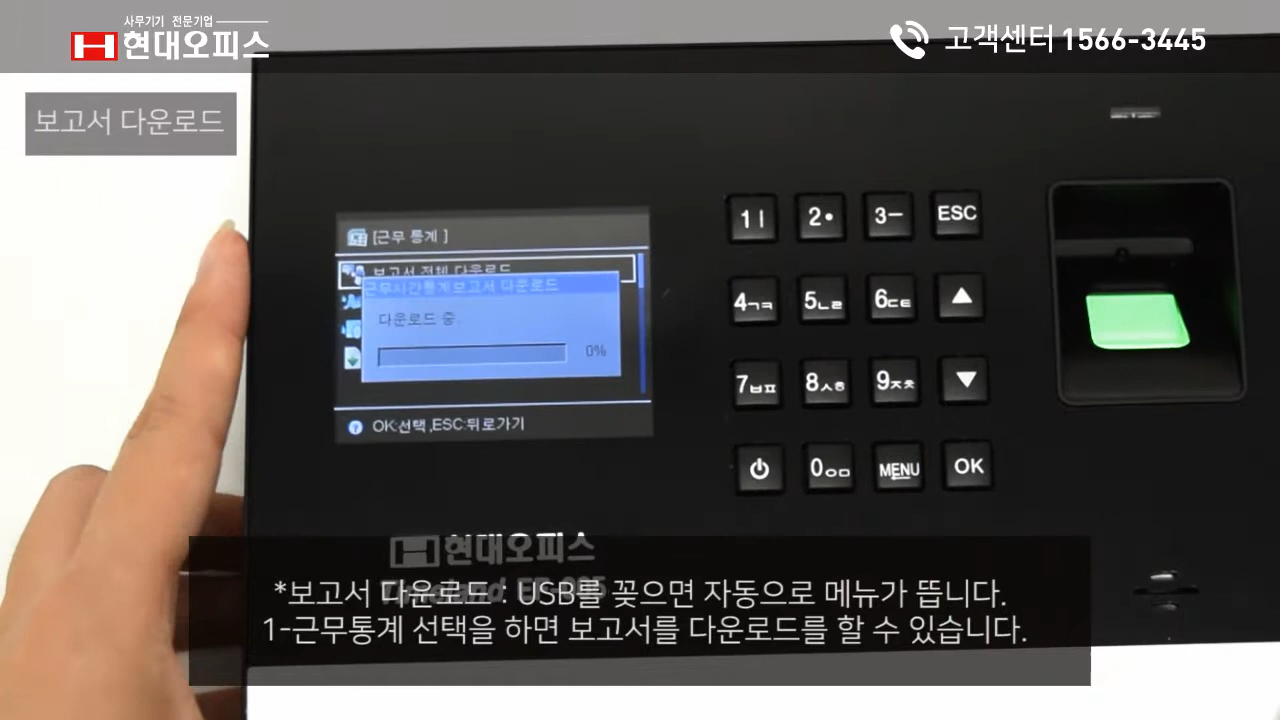 사무기기 전문기업
현대오피스
고객센터 1566-3445
보고서 다운로드
[근무 통계 ]
보고서 전체 다운로드
근무시간통계보고서 다운로드
다운로드 중.
0%
OK:선택,ESC:뒤로가기
1ㅣ 2• 3ㅡ ESC
4ㄱㅋ 5ㄴㄹ 6ㄷㅌ ▲
7ㅂㅍ 8ㅅㅎ 9ㅈㅊ ▼
0ㅇㅁ MENU OK
현대오피스
*보고서 다운로드 : USB를 꽂으면 자동으로 메뉴가 뜹니다.
1-근무통계 선택을 하면 보고서를 다운로드를 할 수 있습니다.